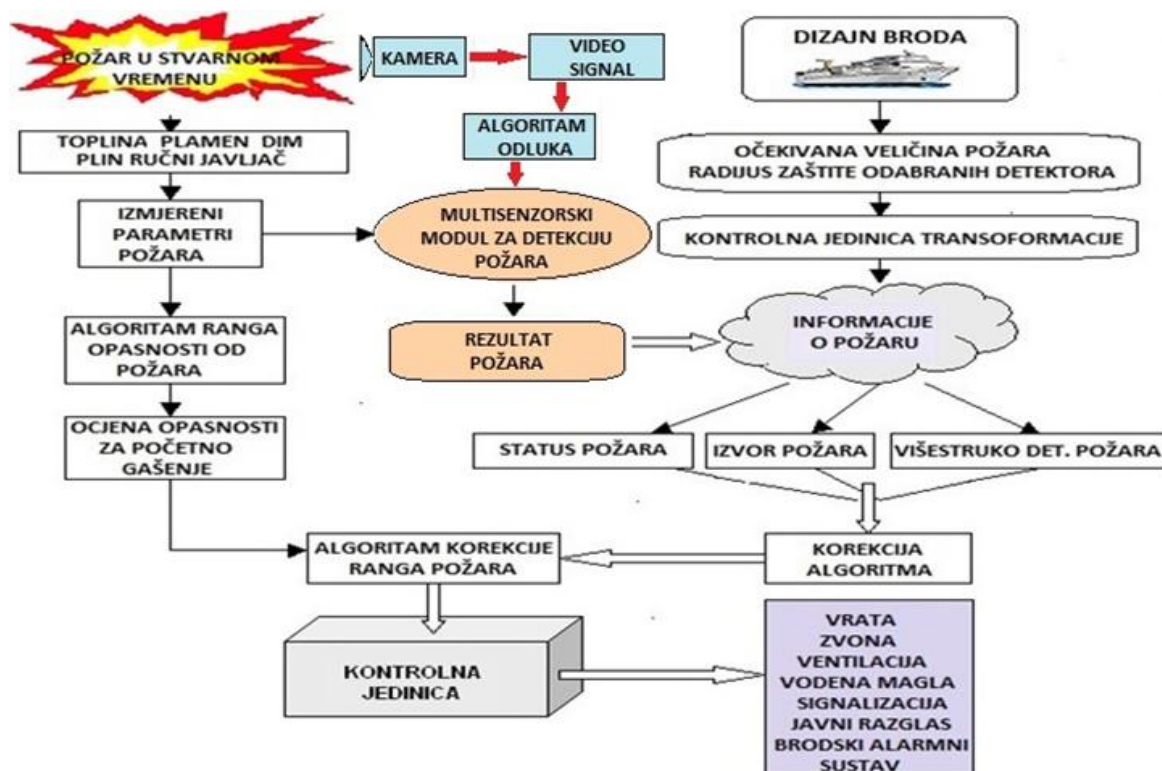 POŽAR U STVARNOM
VREMENU
KAMERA
VIDEO
SIGNAL
DIZAJN BRODA
TOPLINA PLAMEN DIM
PLIN RUČNI JAVLJAČ
ALGORITAM
ODLUKA
OČEKIVANA VELIČINA POŽARA
RADIJUS ZAŠTITE ODABRANIH DETEKTORA
IZMJERENI
PARAMETRI
POŽARA
MULTISENZORSKI
MODUL ZA DETEKCIJU
POŽARA
KONTROLNA JEDINICA TRANSOFORMACIJE
ALGORITAM RANGA
OPASNOSTI OD
POŽARA
REZULTAT
POŽARA
INFORMACIJE
O POŽARU
OCJENA OPASNOSTI
ZA POČETNO
GAŠENJE
STATUS POŽARA
IZVOR POŽARA
VIŠESTRUKO DET. POŽARA
ALGORITAM KOREKCIJE
RANGA POŽARA
KOREKCIJA
ALGORITMA
KONTROLNA
JEDINICA
VRATA
ZVONA
VENTILACIJA
VODENA MAGLA
SIGNALIZACIJA
JAVNI RAZGLAS
BRODSKI ALARMNI
SUSTAV